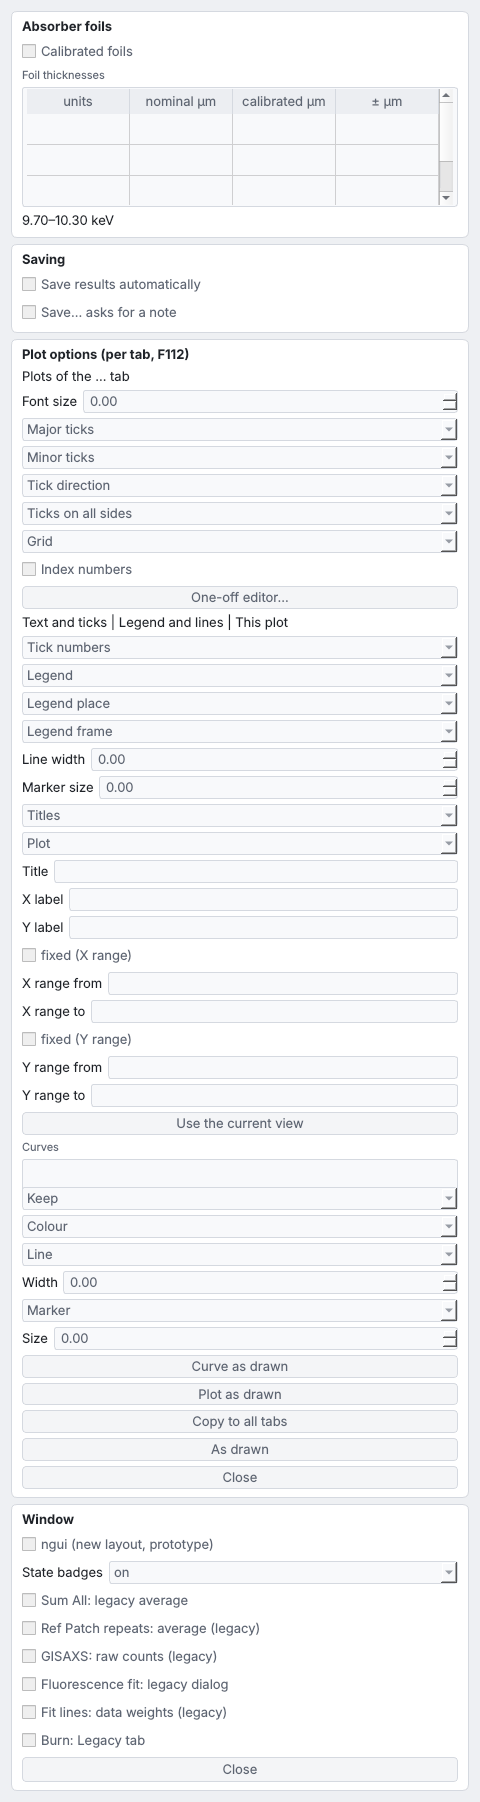 Absorber foils
Calibrated foils
Foil thicknesses
units nominal µm calibrated µm ± µm
9.70–10.30 keV
Saving
Save results automatically
Save... asks for a note
Plot options (per tab, F112)
Plots of the ... tab
Font size 0.00
Major ticks
Minor ticks
Tick direction
Ticks on all sides
Grid
Index numbers
One-off editor...
Text and ticks | Legend and lines | This plot
Tick numbers
Legend
Legend place
Legend frame
Line width 0.00
Marker size 0.00
Titles
Plot
Title
X label
Y label
fixed (X range)
X range from
X range to
fixed (Y range)
Y range from
Y range to
Use the current view
Curves
Keep
Colour
Line
Width 0.00
Marker
Size 0.00
Curve as drawn
Plot as drawn
Copy to all tabs
As drawn
Close
Window
ngui (new layout, prototype)
State badges on
Sum All: legacy average
Ref Patch repeats: average (legacy)
GISAXS: raw counts (legacy)
Fluorescence fit: legacy dialog
Fit lines: data weights (legacy)
Burn: Legacy tab
Close